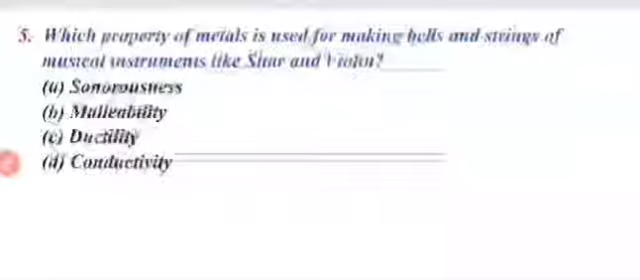 5. Which property of metals is used for making bells and strings of
musical instruments like Sitar and Violin?
(a) Sonorousness
(b) Malleability
(c) Ductility
(d) Conductivity